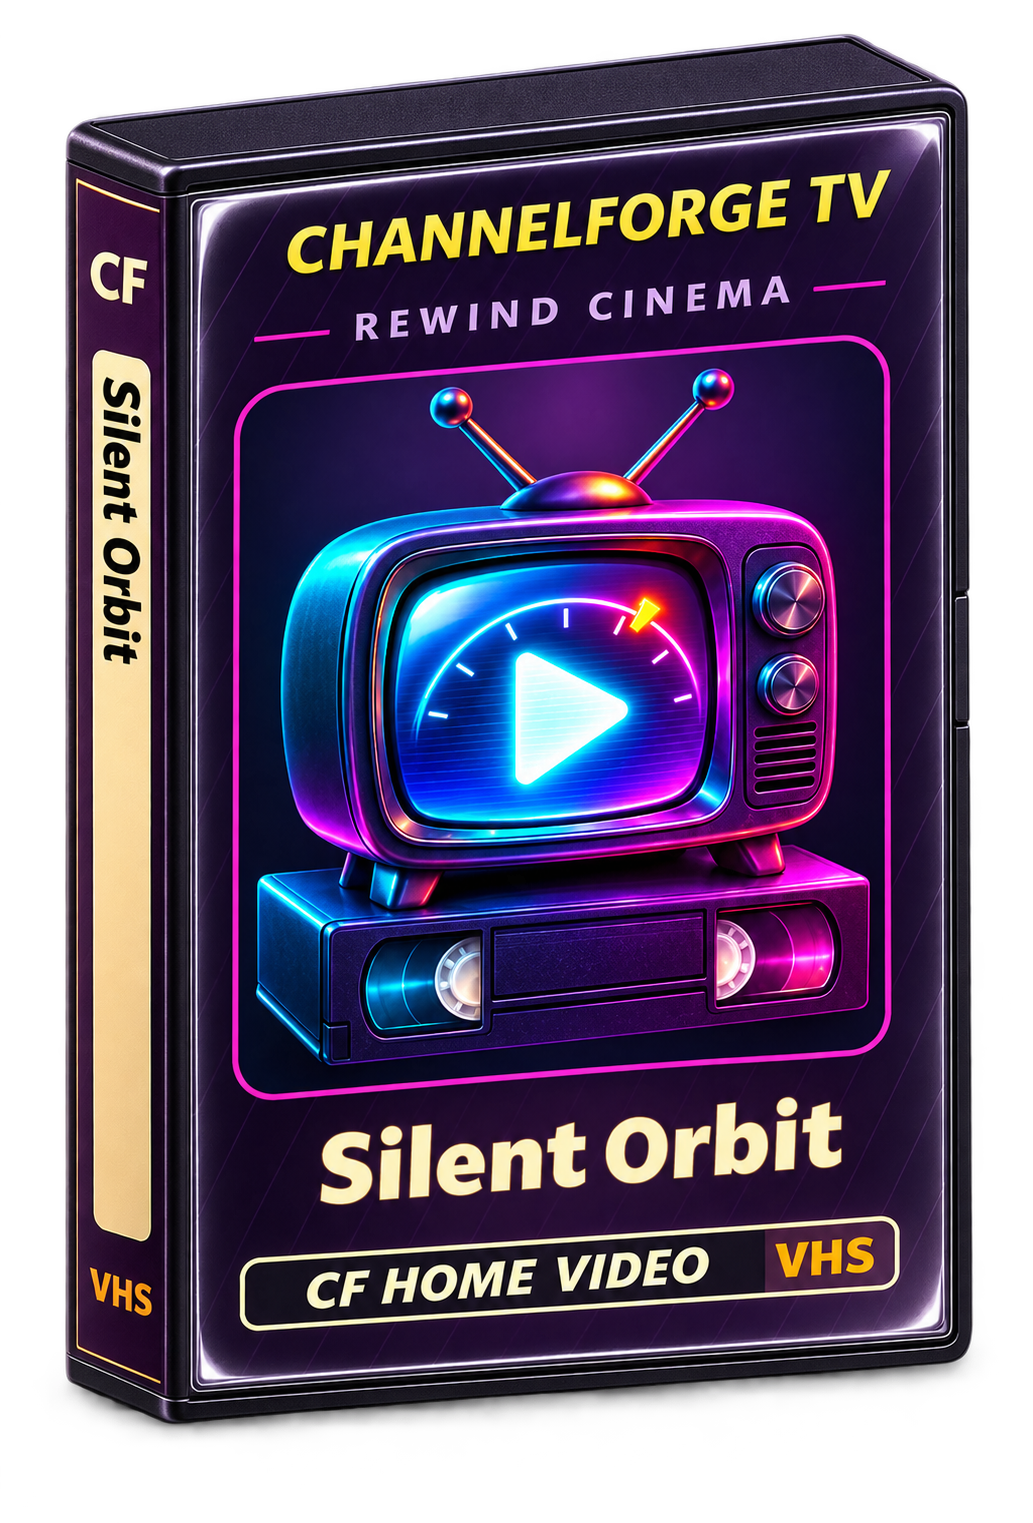 CF
Silent Orbit
VHS
CHANNELFORGE TV
REWIND CINEMA
Silent Orbit
CF HOME VIDEO VHS